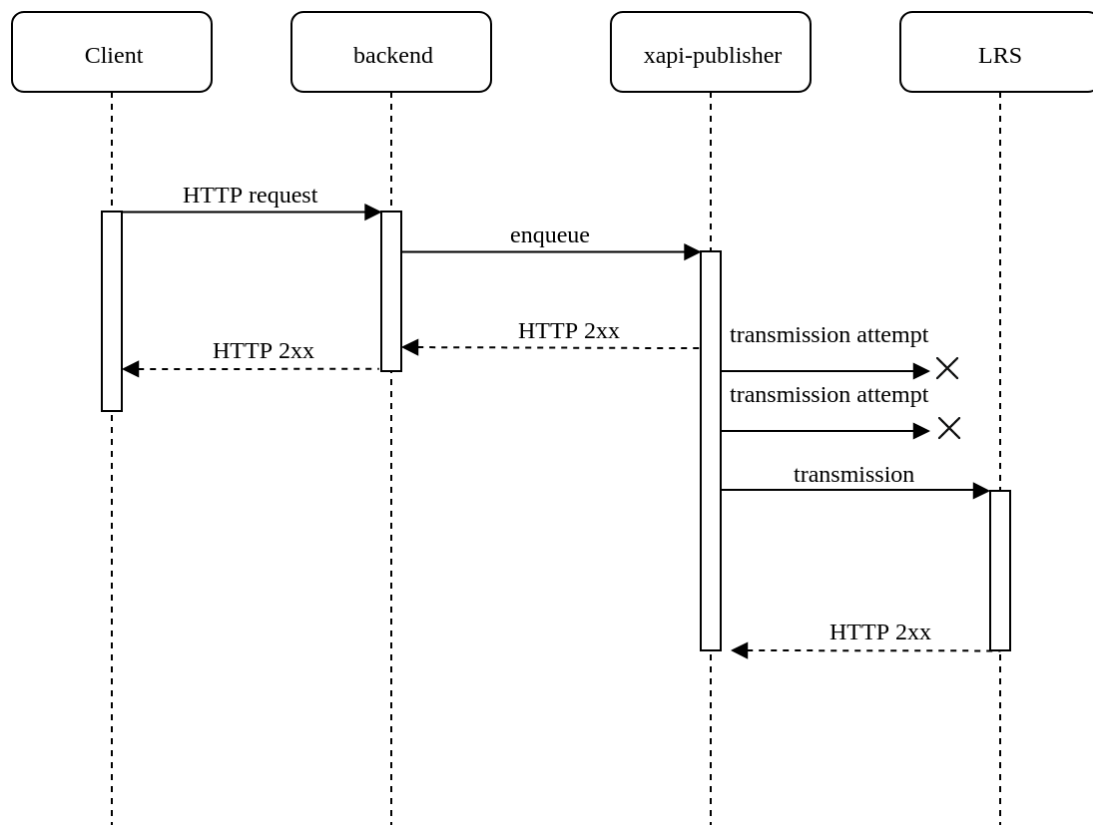 Client
backend
xapi-publisher
LRS
HTTP request
enqueue
HTTP 2xx
transmission attempt
HTTP 2xx
transmission attempt
transmission
HTTP 2xx